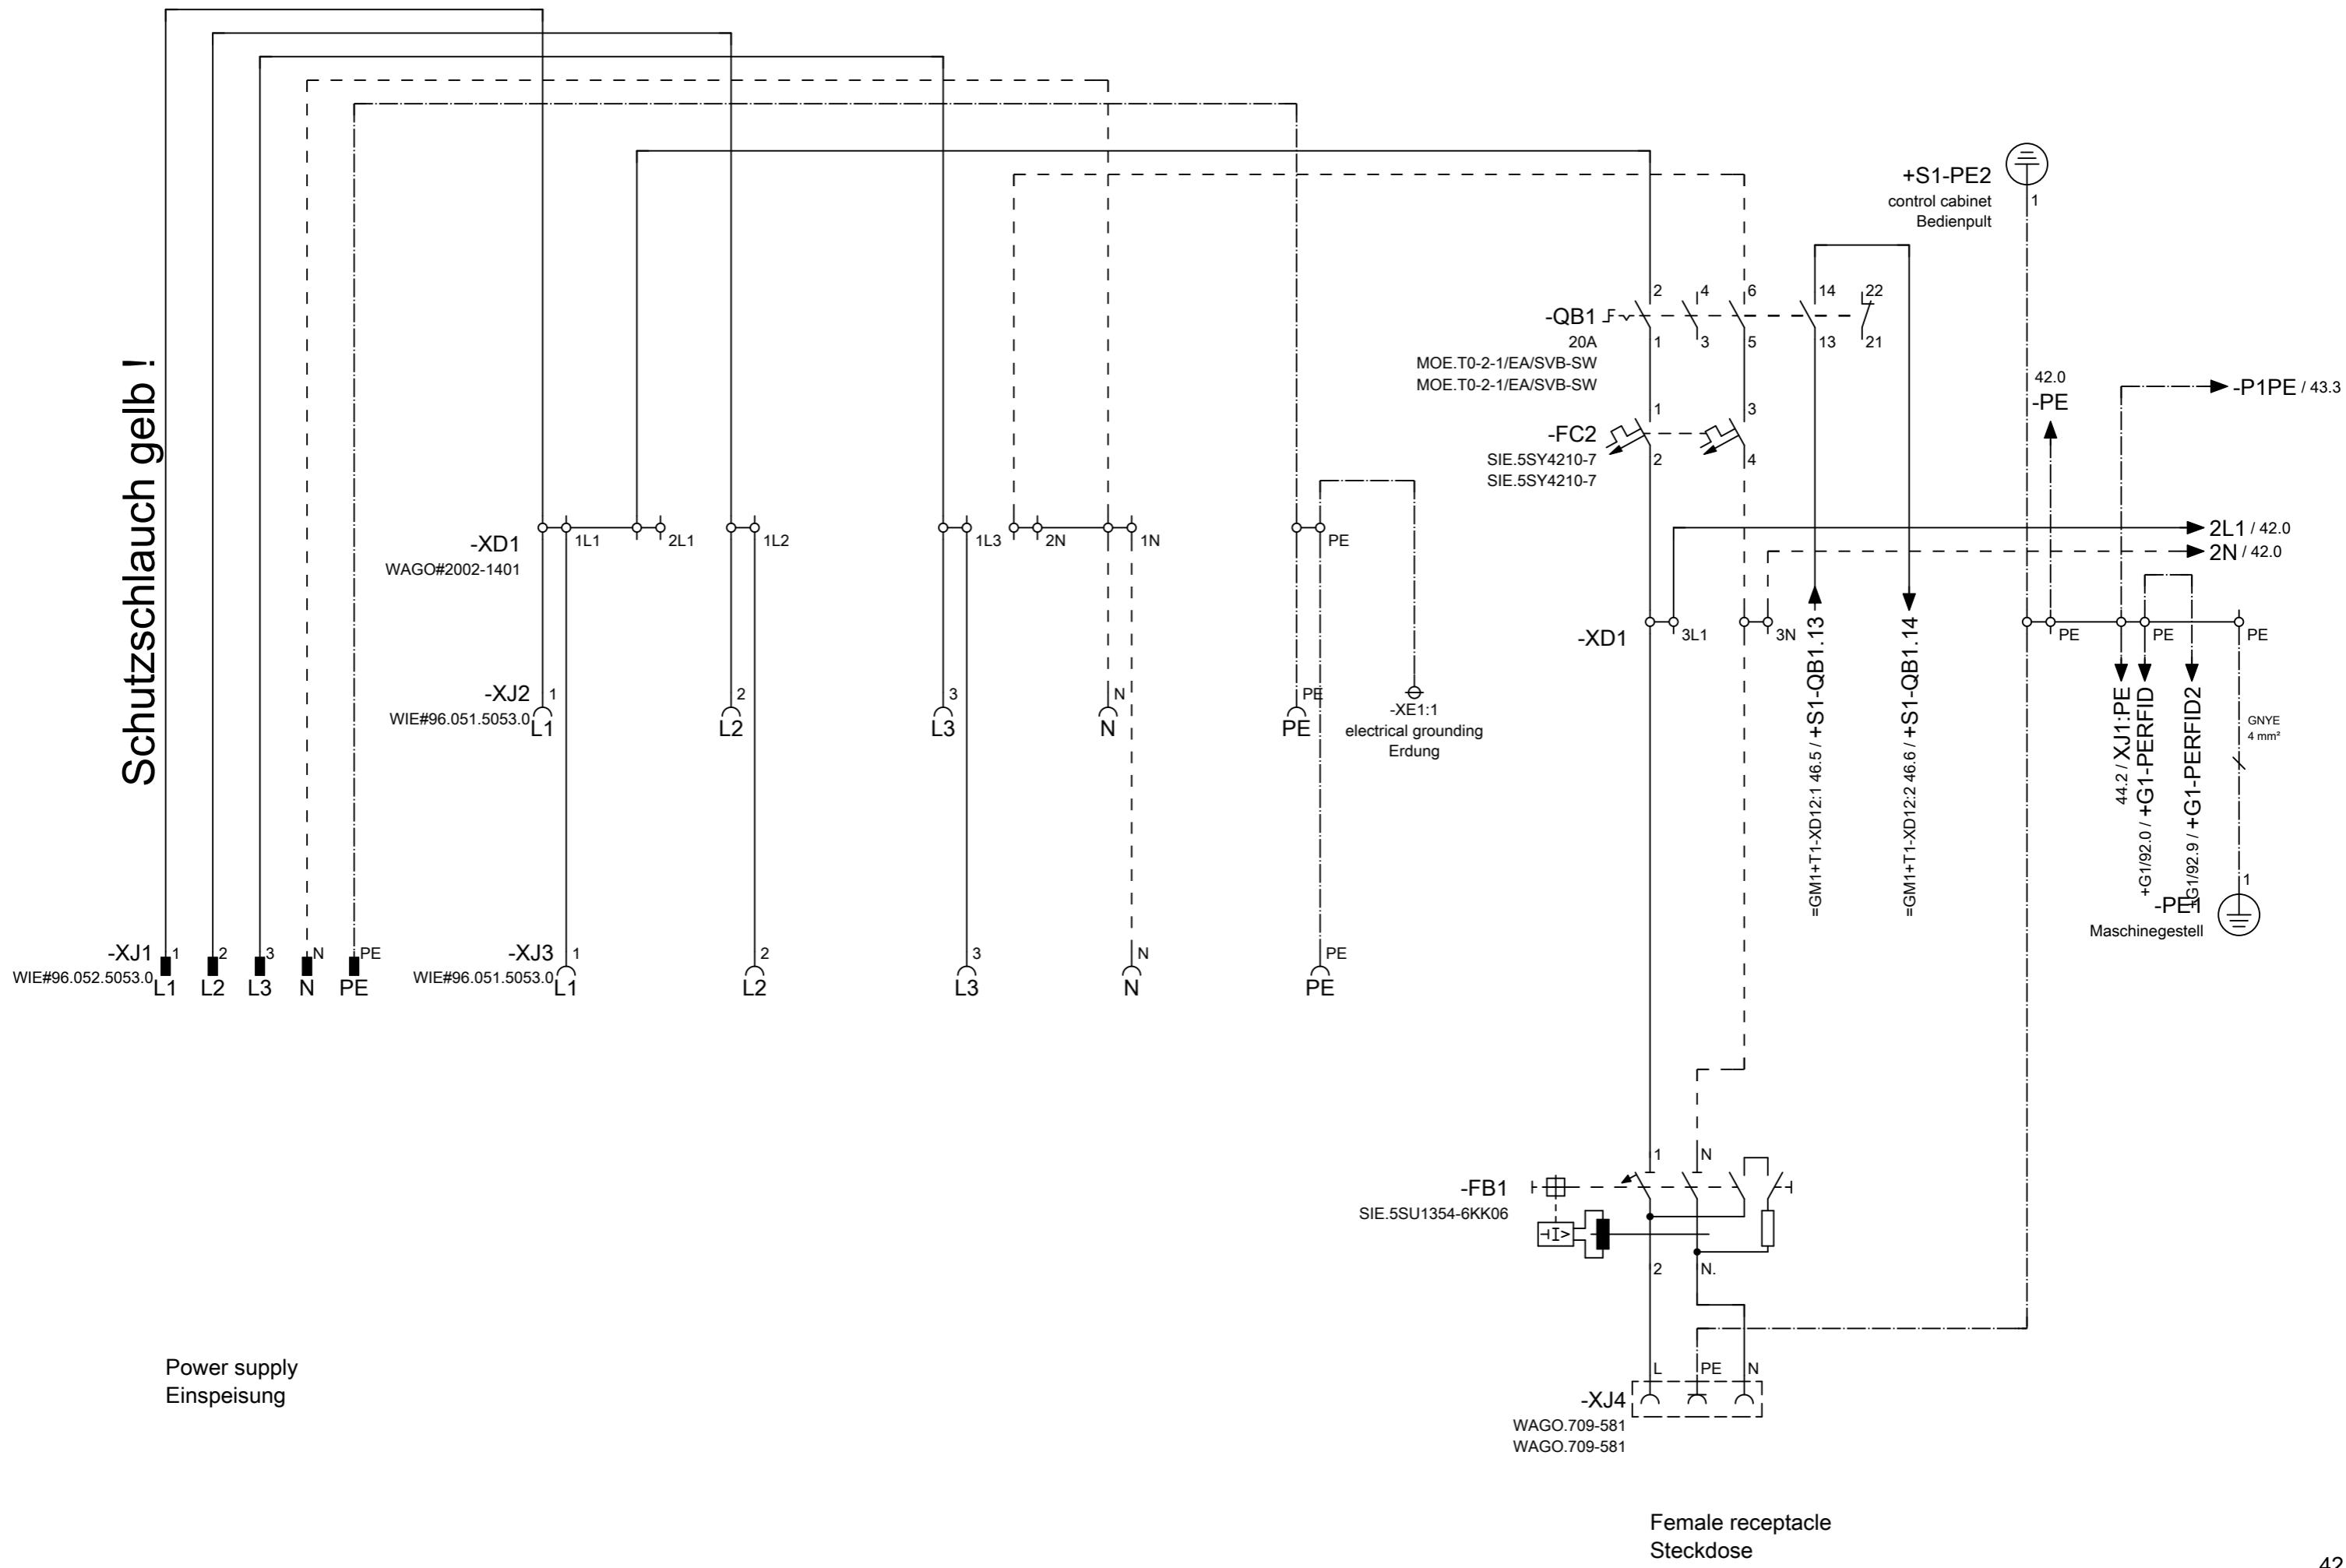 +S1-PE2
control cabinet
Bedienpult
1
Schutzschlauch gelb !
-QB1
20A
MOE.T0-2-1/EA/SVB-SW
MOE.T0-2-1/EA/SVB-SW
2 4 6 14 22
1 3 5 13 21
42.0
-PE
-P1PE / 43.3
-FC2
SIE.5SY4210-7
SIE.5SY4210-7
1 3
2 4
-XD1
WAGO#2002-1401
1L1 2L1 1L2 1L3 2N 1N PE
2L1 / 42.0
2N / 42.0
-XD1
3L1 3N PE PE PE
=GM1+T1-XD12:1 46.5 / +S1-QB1.13
=GM1+T1-XD12:2 46.6 / +S1-QB1.14
44.2 / XJ1:PE
+G1/92.0 / +G1-PERFID
+G1/92.9 / +G1-PERFID2
GNYE
4 mm²
-XJ2
WIE#96.051.5053.0
1 2 3 N PE
L1 L2 L3 N PE
-XE1:1
electrical grounding
Erdung
1
-PE1
Maschinegestell
-XJ1
WIE#96.052.5053.0
1 2 3 N PE
L1 L2 L3 N PE
-XJ3
WIE#96.051.5053.0
1 2 3 N PE
L1 L2 L3 N PE
-FB1
SIE.5SU1354-6KK06
1 N
I>
2 N.
Power supply
Einspeisung
L PE N
-XJ4
WAGO.709-581
WAGO.709-581
Female receptacle
Steckdose
42